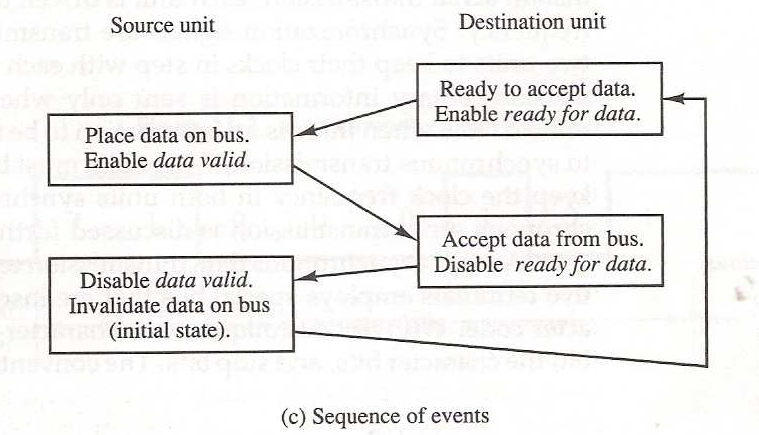 Source unit
Destination unit
Ready to accept data.
Enable ready for data.
Place data on bus.
Enable data valid.
Accept data from bus.
Disable ready for data.
Disable data valid.
Invalidate data on bus
(initial state).
(c) Sequence of events